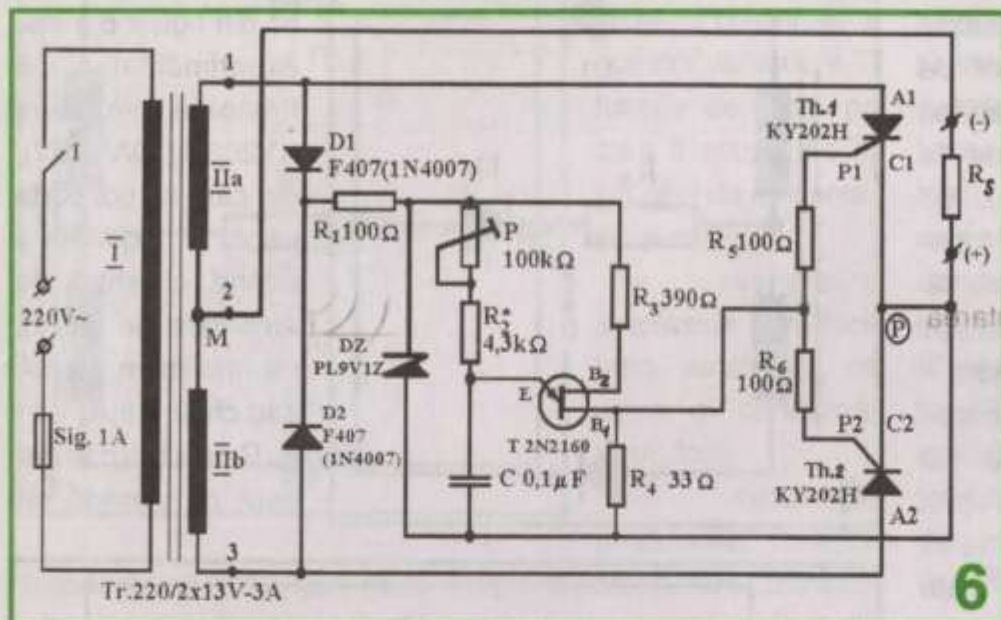 1
Th.1
KY202H
A1
(-)
P1
C1
R_S
(+)
I
IIa
I
D1
F407(1N4007)
R₁100Ω
P
100kΩ
R₅100Ω
2
M
220V~
R₂*
4,3kΩ
R₃390Ω
DZ
PL9V1Z
P
R₆
100Ω
E
B₂
B₁
D2
F407
(1N4007)
T 2N2160
P2
C2
Sig. 1A
IIb
C 0,1µF
R₄ 33Ω
Th.2
KY202H
A2
3
Tr.220/2x13V-3A
6